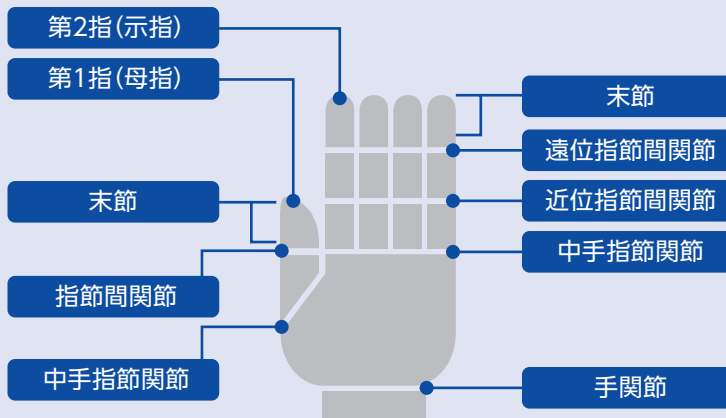 第2指(示指)
第1指(母指)
末節
指節間関節
中手指節関節
末節
遠位指節間関節
近位指節間関節
中手指節関節
手関節